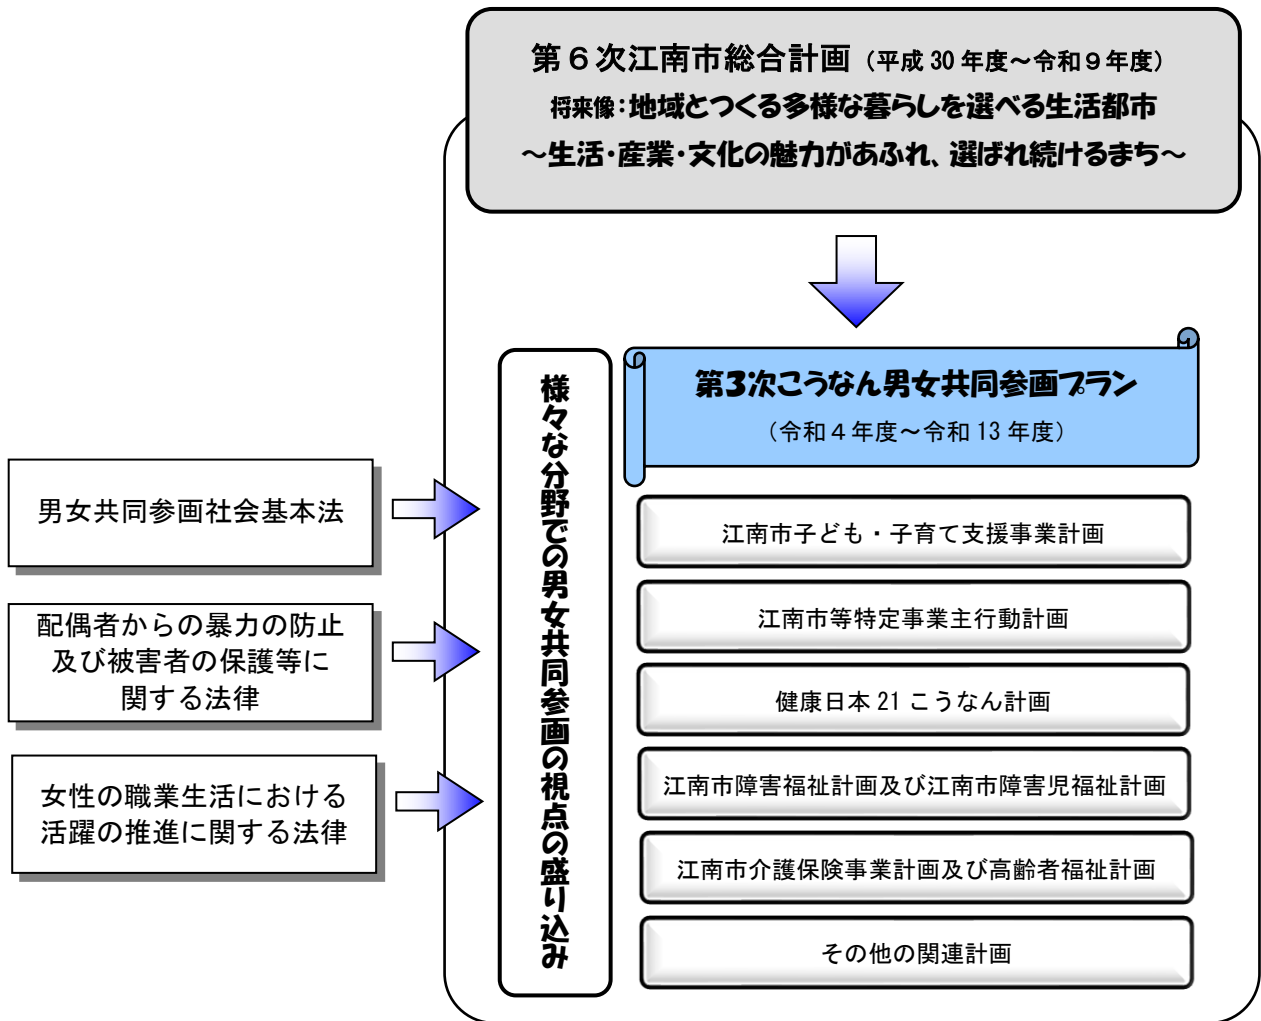 第６次江南市総合計画（平成 30 年度～令和９年度）
将来像：地域とつくる多様な暮らしを選べる生活都市
～生活・産業・文化の魅力があふれ、選ばれ続けるまち～
第3次こうなん男女共同参画プラン
（令和４年度～令和 13 年度）
様々な分野での男女共同参画の視点の盛り込み
男女共同参画社会基本法
配偶者からの暴力の防止
及び被害者の保護等に
関する法律
女性の職業生活における
活躍の推進に関する法律
江南市子ども・子育て支援事業計画
江南市等特定事業主行動計画
健康日本 21 こうなん計画
江南市障害福祉計画及び江南市障害児福祉計画
江南市介護保険事業計画及び高齢者福祉計画
その他の関連計画